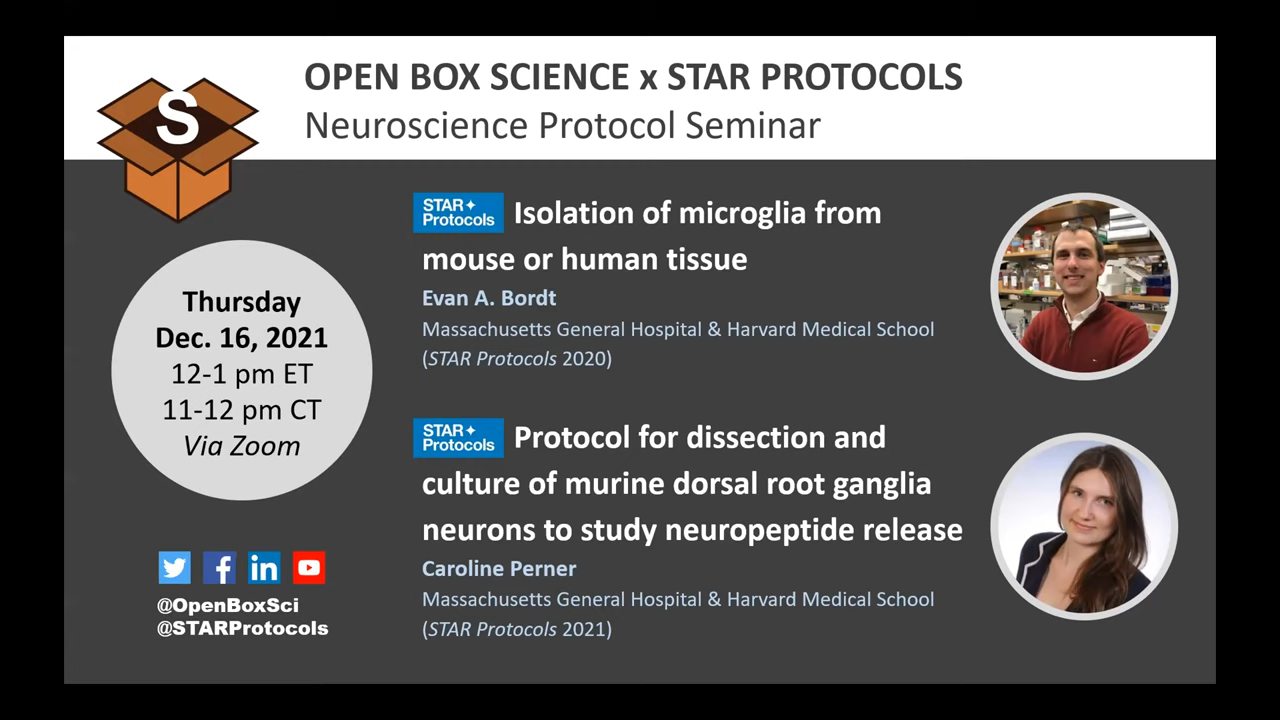 S
OPEN BOX SCIENCE x STAR PROTOCOLS
Neuroscience Protocol Seminar
Thursday
Dec. 16, 2021
12-1 pm ET
11-12 pm CT
Via Zoom
@OpenBoxSci
@STARProtocols
STAR
Protocols
Isolation of microglia from
mouse or human tissue
Evan A. Bordt
Massachusetts General Hospital & Harvard Medical School
(STAR Protocols 2020)
STAR
Protocols
Protocol for dissection and
culture of murine dorsal root ganglia
neurons to study neuropeptide release
Caroline Perner
Massachusetts General Hospital & Harvard Medical School
(STAR Protocols 2021)